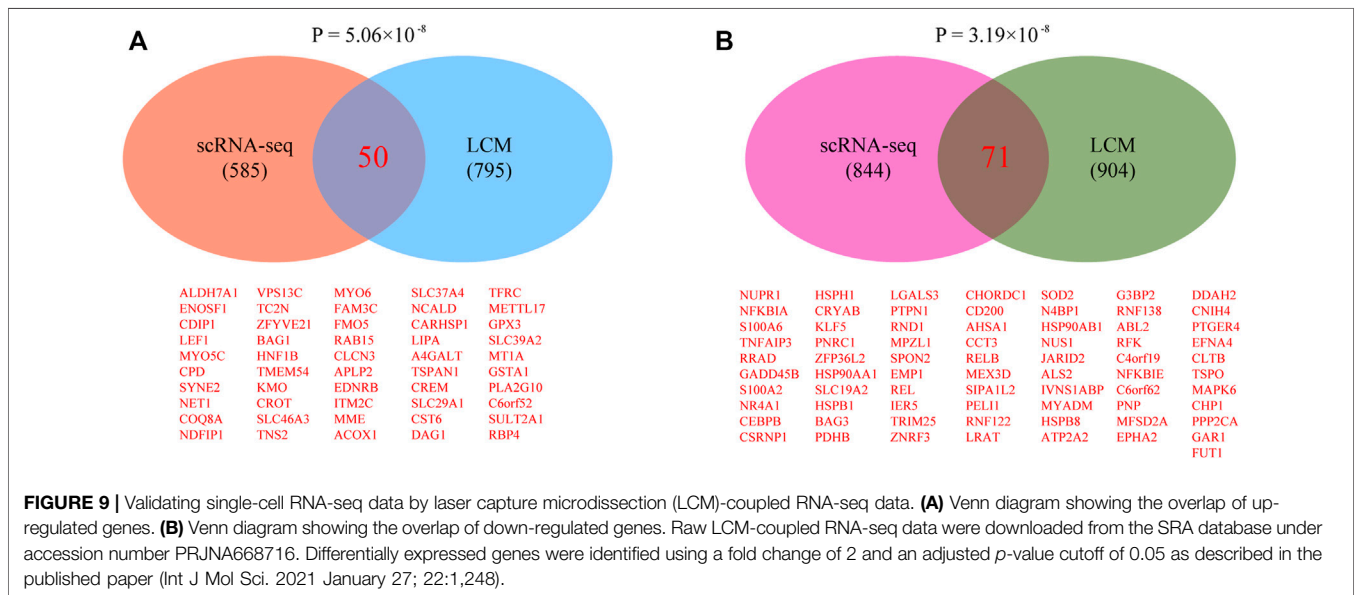 A
P = 5.06×10⁻⁸
scRNA-seq
(585)
50
LCM
(795)
ALDH7A1 VPS13C MYO6 SLC37A4 TFRC
ENOSF1 TC2N FAM3C NCALD METTL17
CDIP1 ZFYVE21 FMO5 CARHSP1 GPX3
LEF1 BAG1 RAB15 LIPA SLC39A2
MYO5C HNF1B CLCN3 A4GALT MT1A
CPD TMEM54 APLP2 TSPAN1 GSTA1
SYNE2 KMO EDNRB CREM PLA2G10
NET1 CROT ITM2C SLC29A1 C6orf52
COQ8A SLC46A3 MME CST6 SULT2A1
NDFIP1 TNS2 ACOX1 DAG1 RBP4
B
P = 3.19×10⁻⁸
scRNA-seq
(844)
71
LCM
(904)
NUPR1 HSPH1 LGALS3 CHORDC1 SOD2 G3BP2 DDAH2
NFKBIA CRYAB PTPN1 CD200 N4BP1 RNF138 CNIH4
S100A6 KLF5 RND1 AHSA1 HSP90AB1 ABL2 PTGER4
TNFAIP3 PNRC1 MPZL1 CCT3 NUS1 RFK EFNA4
RRAD ZFP36L2 SPON2 RELB JARID2 C4orf19 CLTB
GADD45B HSP90AA1 EMP1 MEX3D ALS2 NFKBIE TSPO
S100A2 SLC19A2 REL SIPA1L2 IVNS1ABP C6orf62 MAPK6
NR4A1 HSPB1 IER5 PELI1 MYADM PNP CHP1
CEBPB BAG3 TRIM25 RNF122 HSPB8 MFSD2A PPP2CA
CSRNP1 PDHB ZNRF3 LRAT ATP2A2 EPHA2 GAR1
FUT1
FIGURE 9 | Validating single-cell RNA-seq data by laser capture microdissection (LCM)-coupled RNA-seq data. (A) Venn diagram showing the overlap of up-
regulated genes. (B) Venn diagram showing the overlap of down-regulated genes. Raw LCM-coupled RNA-seq data were downloaded from the SRA database under
accession number PRJNA668716. Differentially expressed genes were identified using a fold change of 2 and an adjusted p-value cutoff of 0.05 as described in the
published paper (Int J Mol Sci. 2021 January 27; 22:1,248).